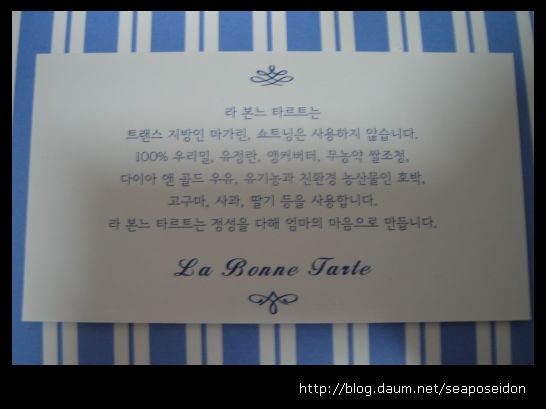 라 본느 타르트는
트랜스 지방인 마가린, 쇼트닝은 사용하지 않습니다.
100% 우리밀, 유정란, 앵커버터, 무농약 쌀조청,
다이아 앤 골드 우유, 유기농과 친환경 농산물인 호박,
고구마, 사과, 딸기 등을 사용합니다.
라 본느 타르트는 정성을 다해 엄마의 마음으로 만듭니다.
La Bonne Tarte
http://blog.daum.net/seaposeidon